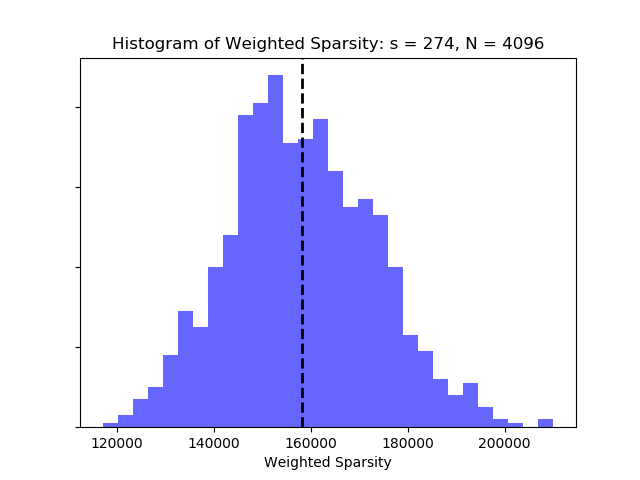 Histogram of Weighted Sparsity: s = 274, N = 4096
120000 140000 160000 180000 200000
Weighted Sparsity